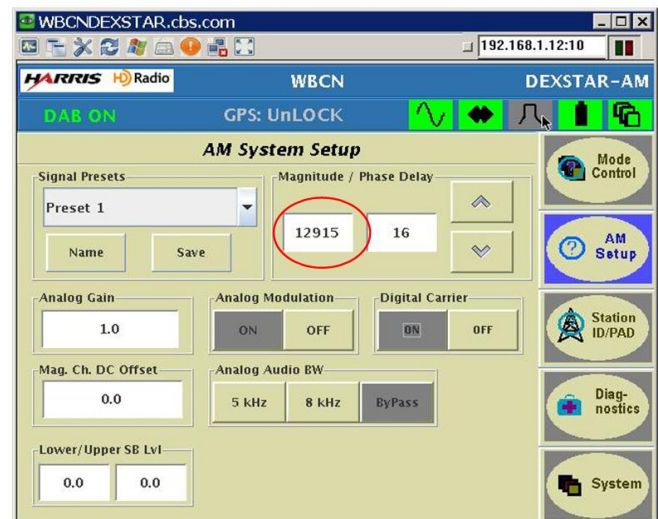 WBCNDEXSTAR.cbs.com
192.168.1.12:10
HARRIS HD Radio WBCN DEXSTAR-AM
DAB ON GPS: UnLOCK
AM System Setup
Signal Presets
Magnitude / Phase Delay
Preset 1
12915 16
Name Save
Analog Gain
1.0
Analog Modulation
ON OFF
Digital Carrier
ON OFF
Mag. Ch. DC Offset
0.0
Analog Audio BW
5 kHz 8 kHz ByPass
Lower/Upper SB Lvl
0.0 0.0
Mode
Control
AM
Setup
Station
ID/PAD
Diag-
nostics
System